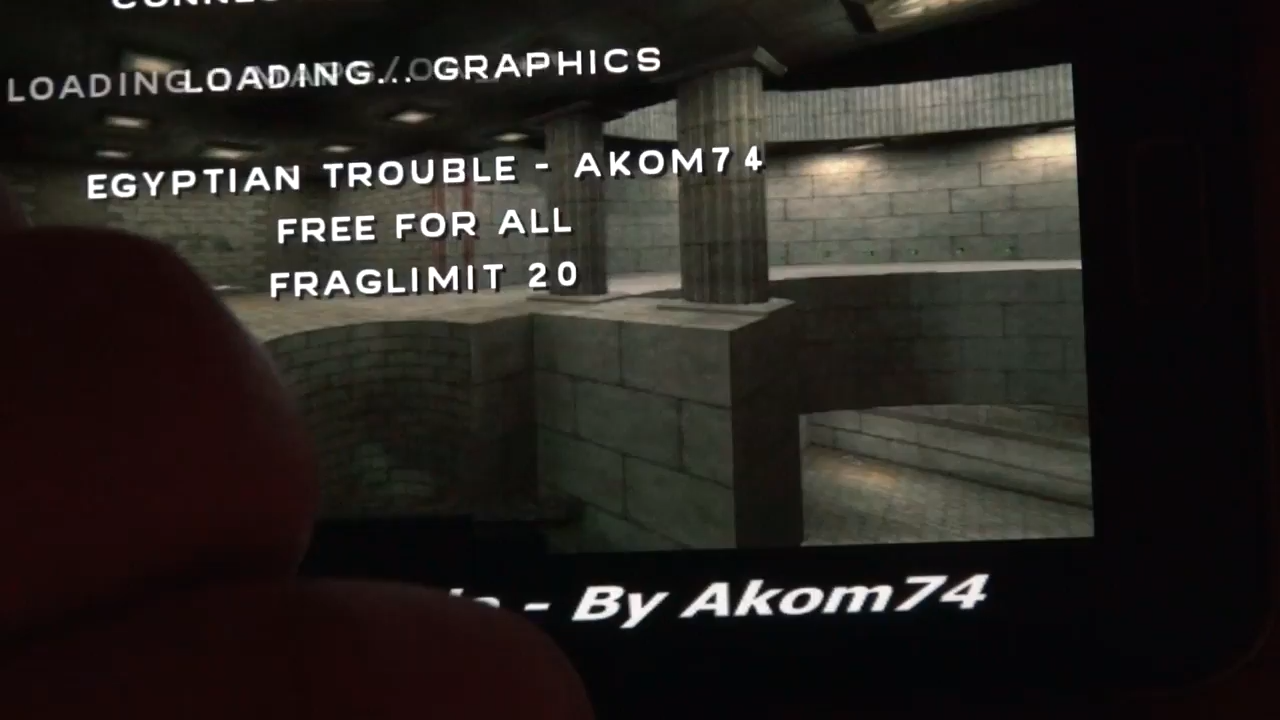 LOADING... GRAPHICS
EGYPTIAN TROUBLE - AKOM74
FREE FOR ALL
FRAGLIMIT 20
- By Akom74